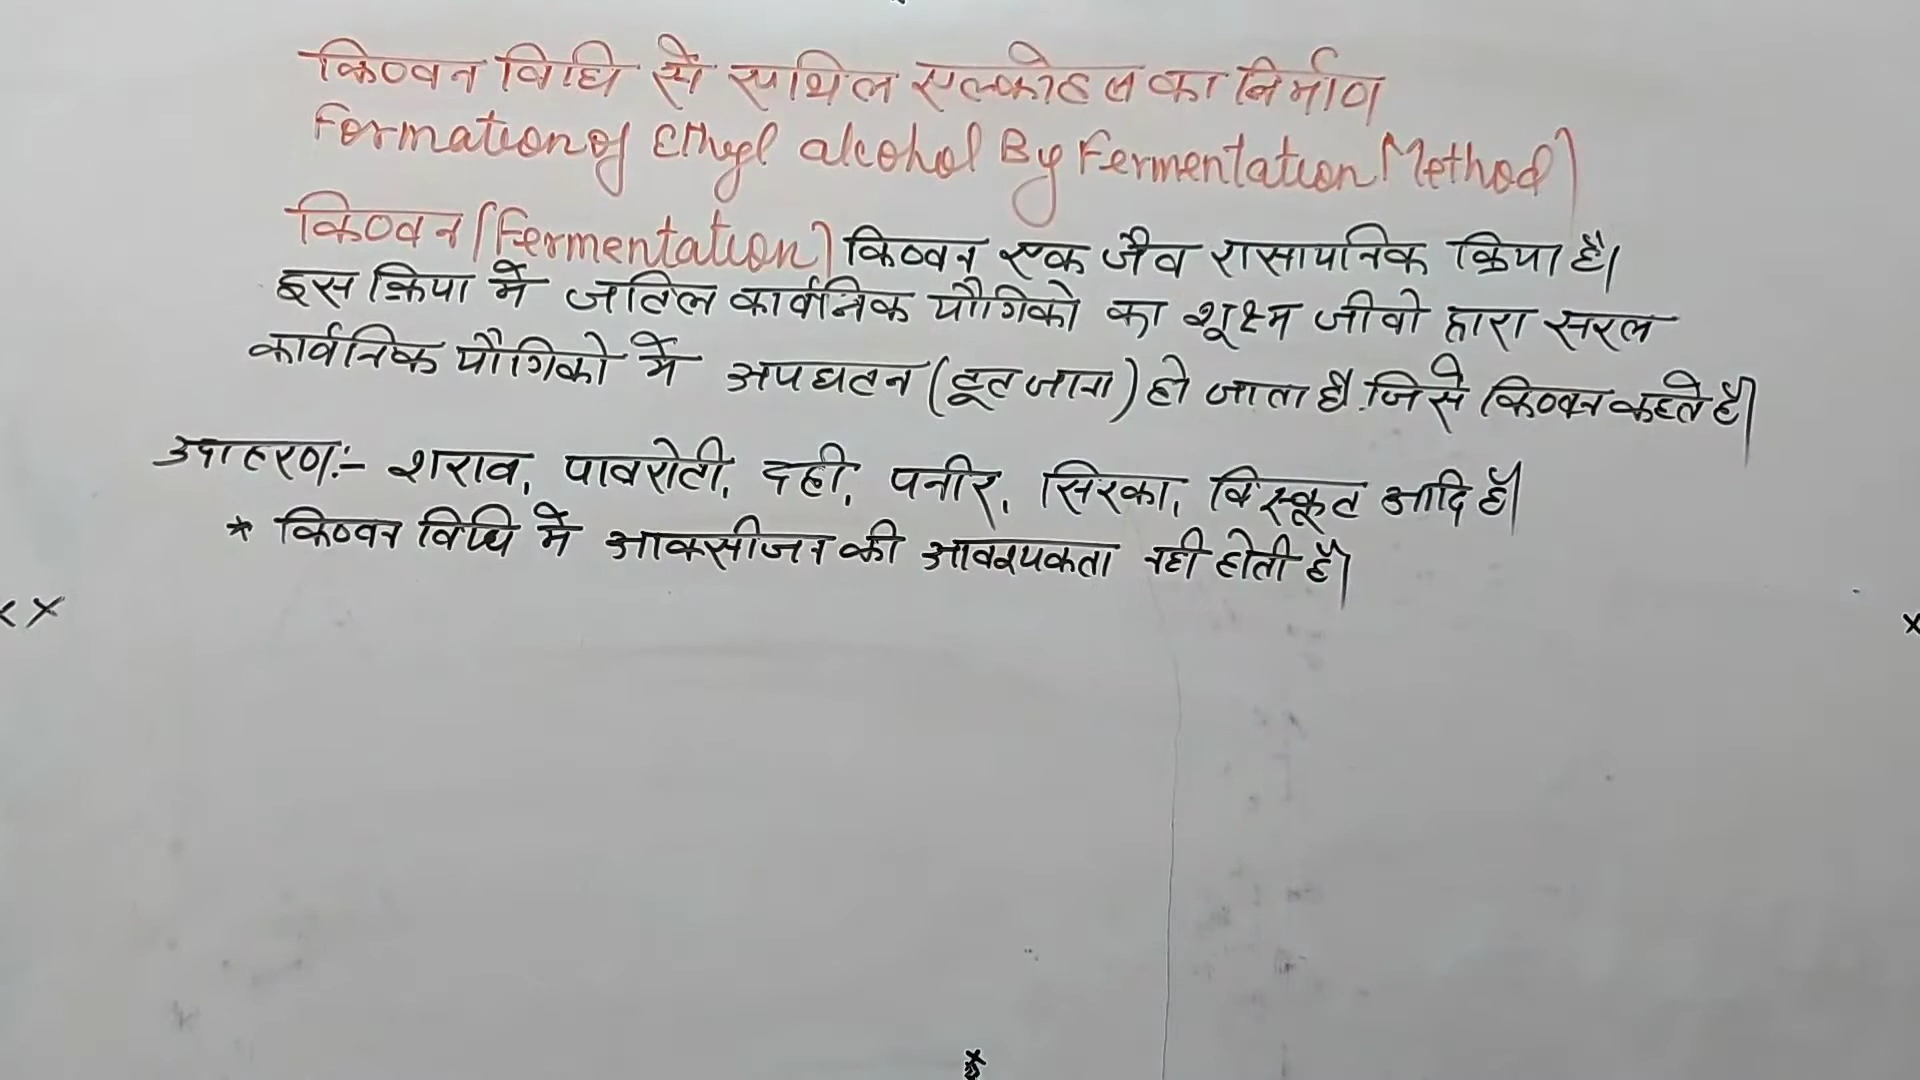 किण्वन विधि से एथिल एल्कोहल का निर्माण
Formation of Ethyl alcohol By Fermentation Method)
किण्वन (Fermentation) किण्वन एक जैव रासायनिक क्रिया है।
इस क्रिया में जटिल कार्बनिक यौगिको का शूक्ष्म जीवो द्वारा सरल
कार्बनिक यौगिको में अपघटन (टूट जाना) हो जाता है जिसे किण्वन कहते है।
उदाहरण:- शराब, पावरोटी, दही, पनीर, सिरका, बिस्कूट आदि है।
* किण्वन विधि मे आक्सीजन की आवश्यकता नही होती है।